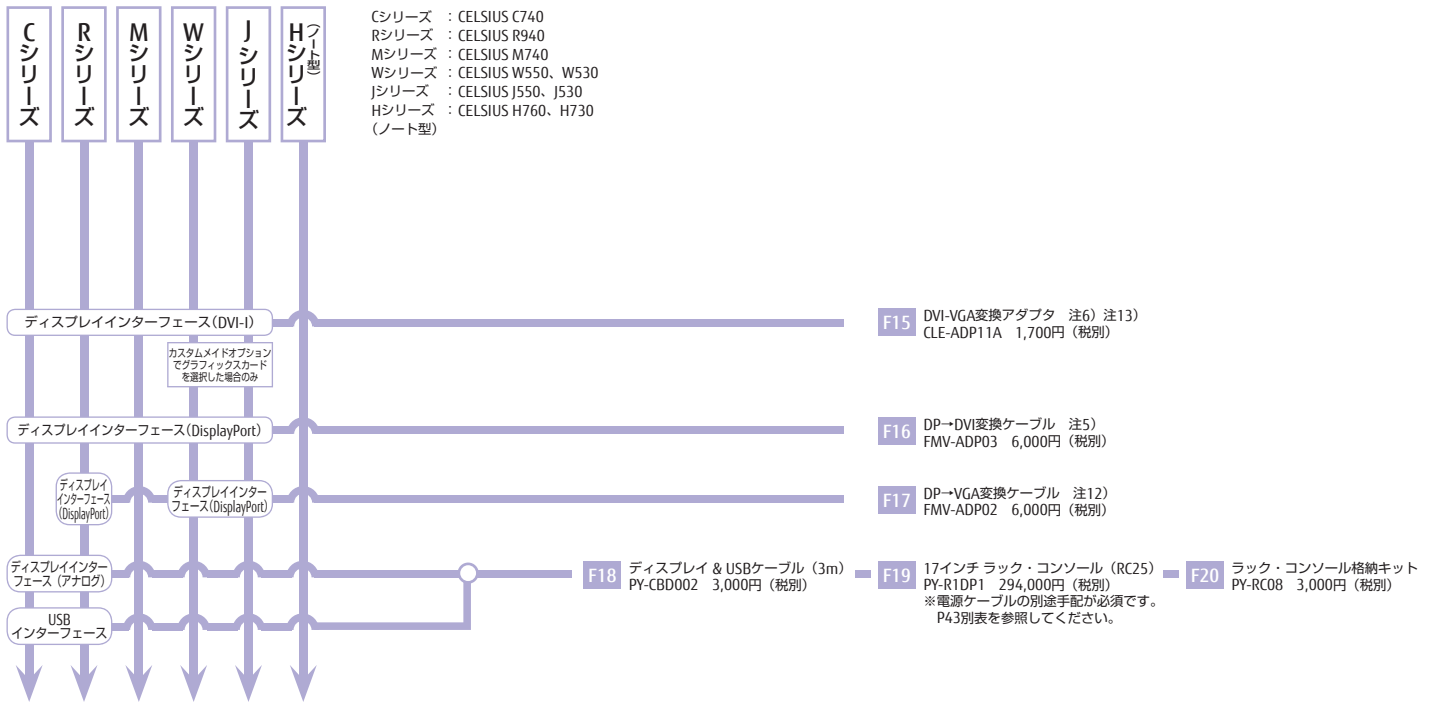 Cシリーズ
Rシリーズ
Mシリーズ
Wシリーズ
Jシリーズ
Hシリーズ
（ノート型）
Cシリーズ ：CELSIUS C740
Rシリーズ ：CELSIUS R940
Mシリーズ ：CELSIUS M740
Wシリーズ ：CELSIUS W550、W530
Jシリーズ ：CELSIUS J550、J530
Hシリーズ ：CELSIUS H760、H730
（ノート型）
ディスプレイインターフェース(DVI-I)
カスタムメイドオプション
でグラフィックスカード
を選択した場合のみ
F15
DVI-VGA変換アダプタ 注6）注13）
CLE-ADP11A 1,700円（税別）
ディスプレイインターフェース(DisplayPort)
F16
DP→DVI変換ケーブル 注5）
FMV-ADP03 6,000円（税別）
ディスプレイ
インターフェース
(DisplayPort)
ディスプレイインター
フェース(DisplayPort)
F17
DP→VGA変換ケーブル 注12）
FMV-ADP02 6,000円（税別）
ディスプレイインター
フェース（アナログ）
F18
ディスプレイ & USBケーブル（3m）
PY-CBD002 3,000円（税別）
F19
17インチ ラック・コンソール（RC25）
PY-R1DP1 294,000円（税別）
※電源ケーブルの別途手配が必須です。
P43別表を参照してください。
F20
ラック・コンソール格納キット
PY-RC08 3,000円（税別）
USB
インターフェース